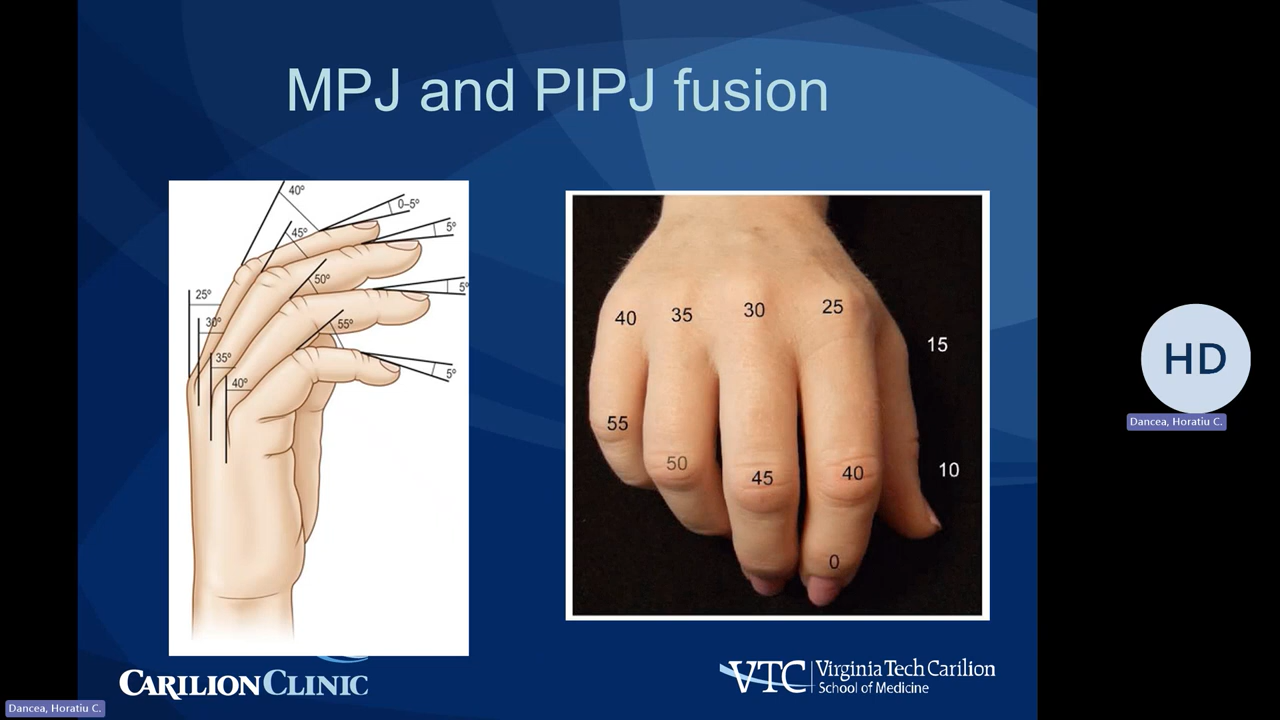 MPJ and PIPJ fusion
40°
0–5°
45°
5°
50°
5°
25°
30°
55°
35°
5°
40°
40
35
30
25
15
55
50
45
40
10
0
HD
Dancea, Horatiu C.
CARILION CLINIC
VTC
Virginia Tech Carilion
School of Medicine
Dancea, Horatiu C.